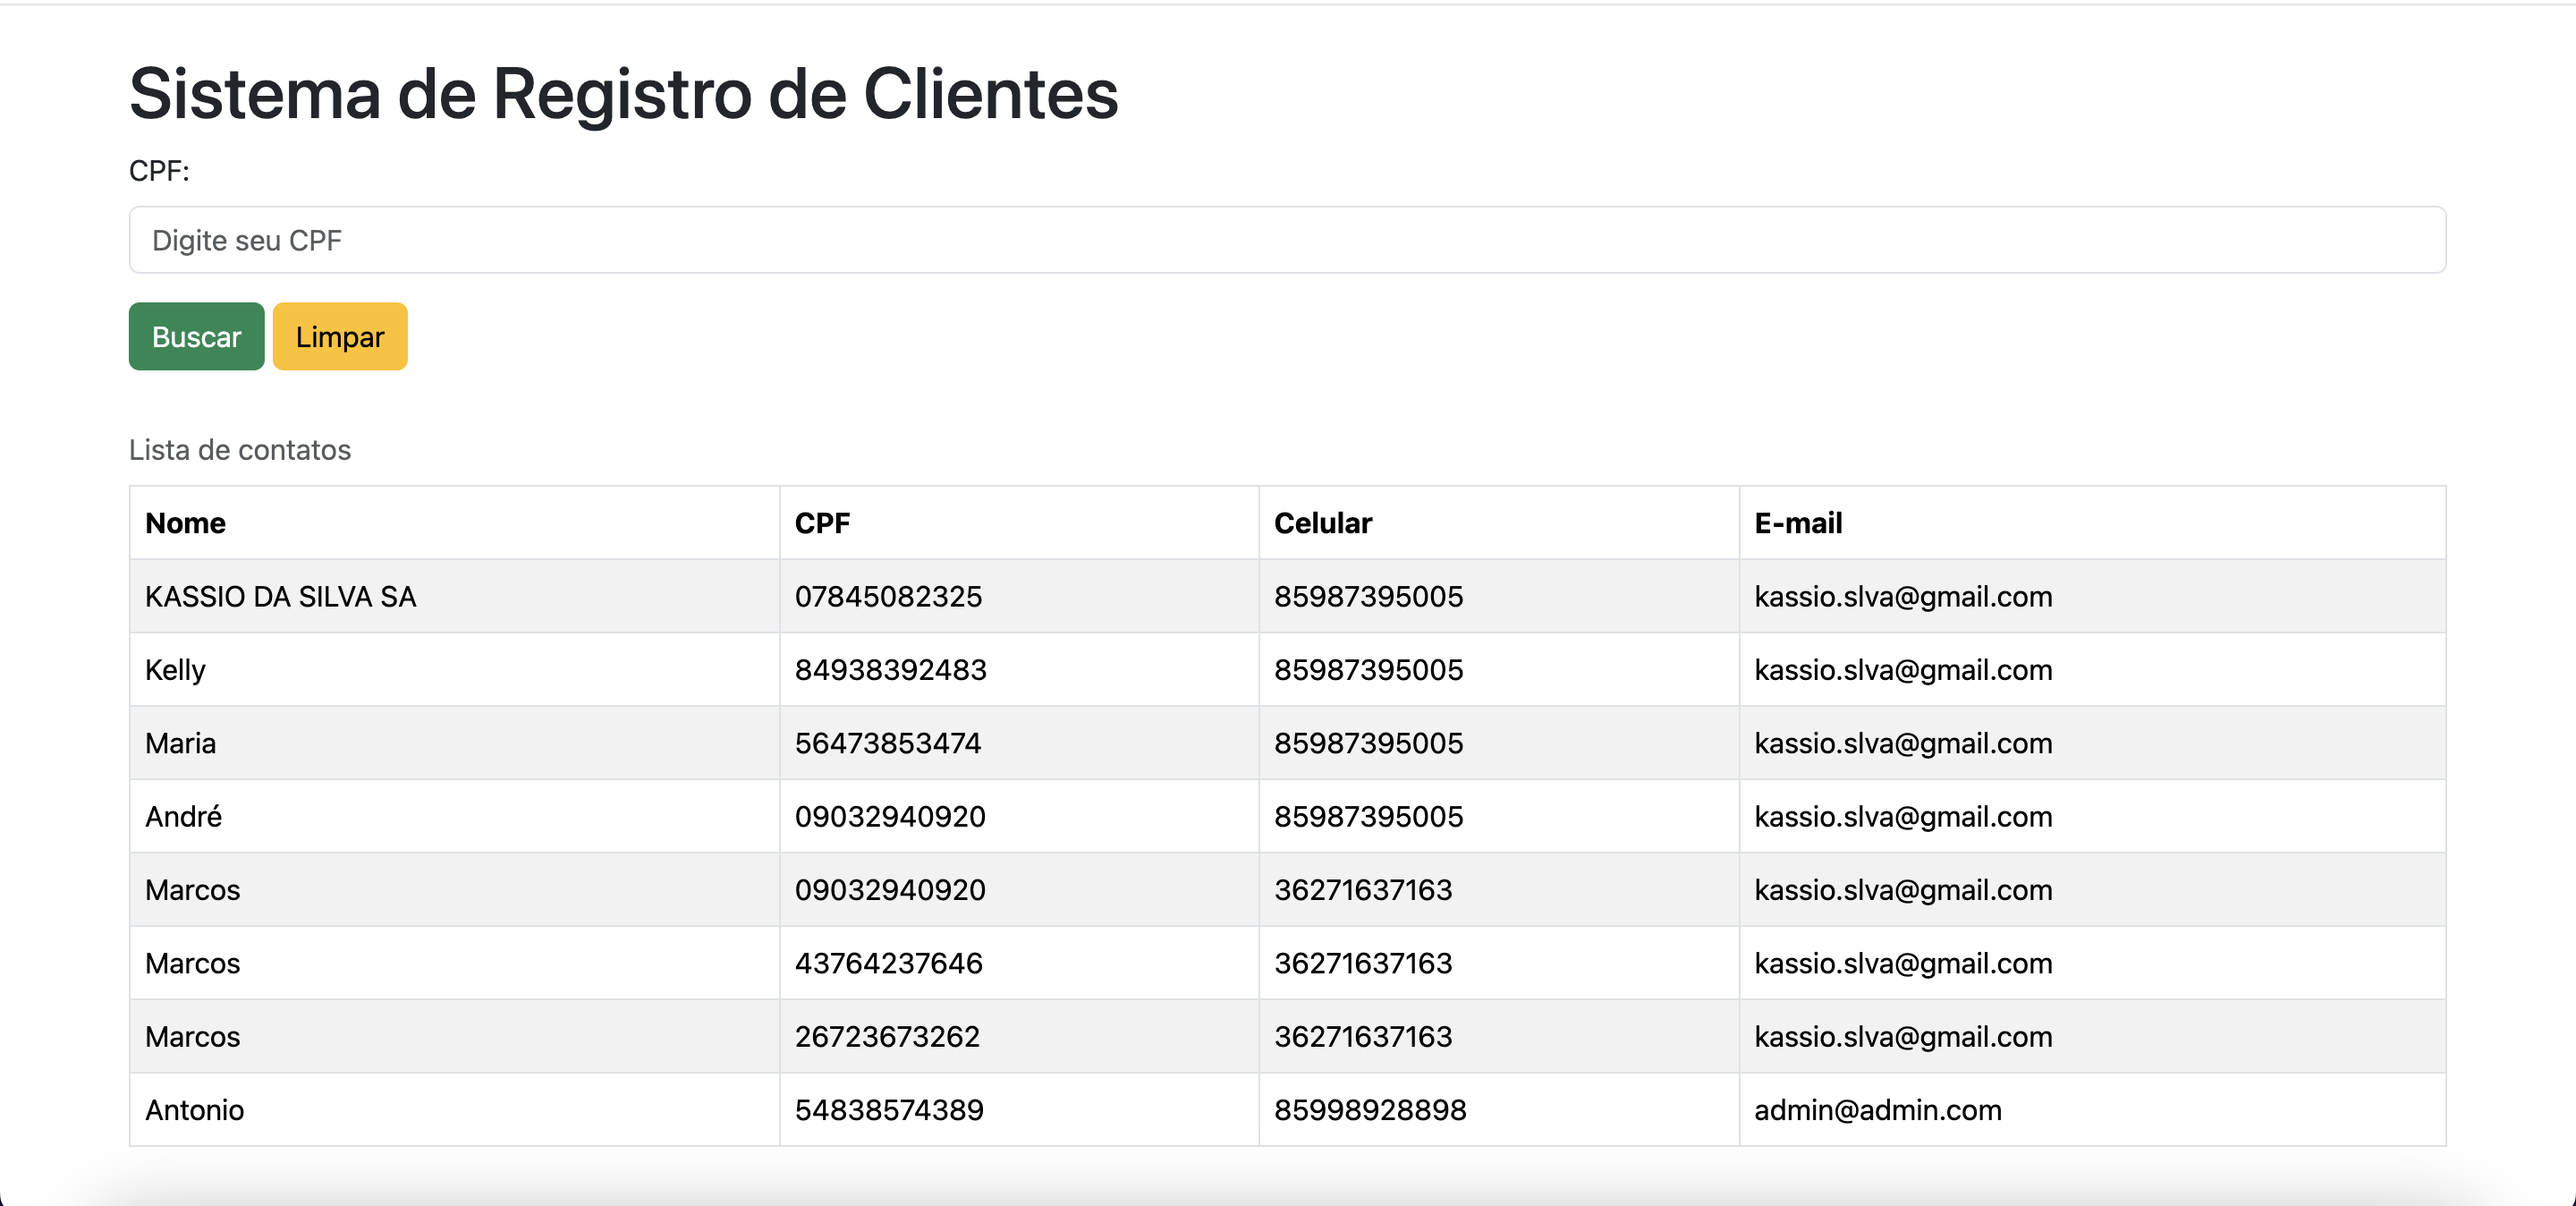 Sistema de Registro de Clientes
CPF:
Digite seu CPF
Buscar Limpar
Lista de contatos
Nome CPF Celular E-mail
KASSIO DA SILVA SA 07845082325 85987395005 kassio.slva@gmail.com
Kelly 84938392483 85987395005 kassio.slva@gmail.com
Maria 56473853474 85987395005 kassio.slva@gmail.com
André 09032940920 85987395005 kassio.slva@gmail.com
Marcos 09032940920 36271637163 kassio.slva@gmail.com
Marcos 43764237646 36271637163 kassio.slva@gmail.com
Marcos 26723673262 36271637163 kassio.slva@gmail.com
Antonio 54838574389 85998928898 admin@admin.com